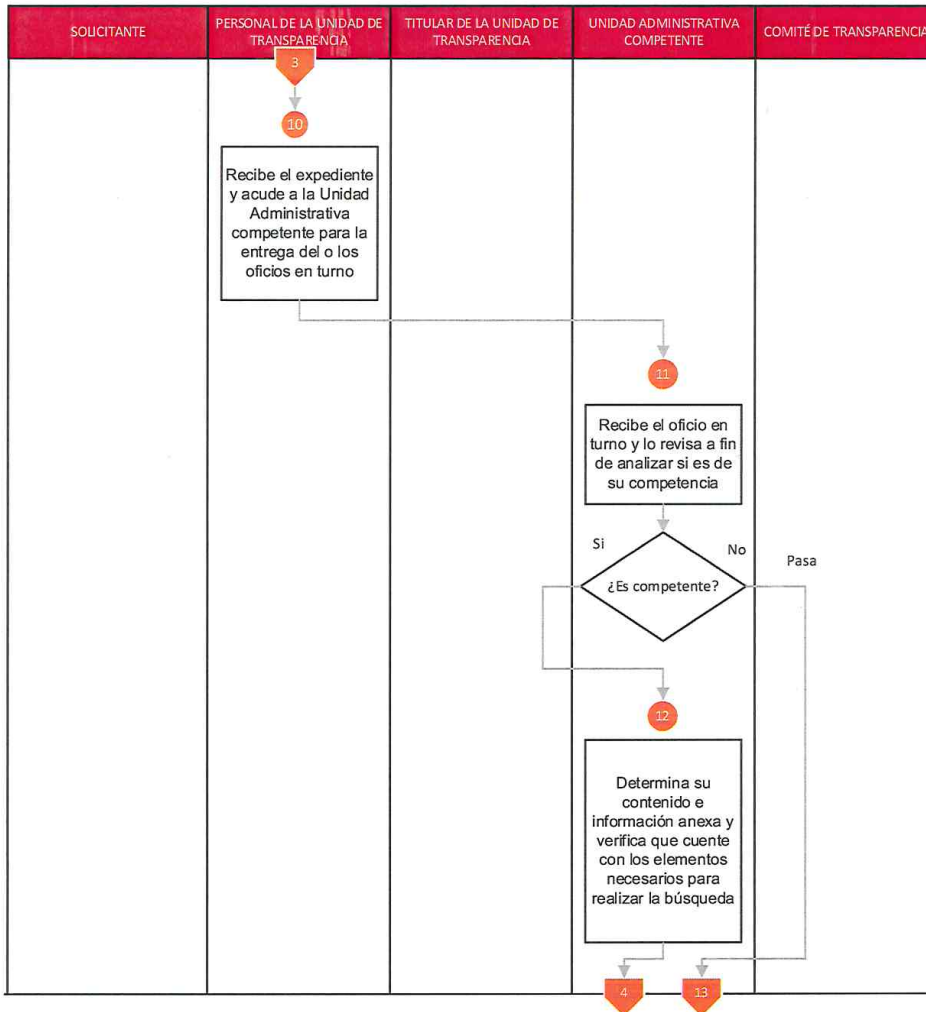 SOLICITANTE
PERSONAL DE LA UNIDAD DE
TRANSPARENCIA
TITULAR DE LA UNIDAD DE
TRANSPARENCIA
UNIDAD ADMINISTRATIVA
COMPETENTE
COMITÉ DE TRANSPARENCIA
3
10
Recibe el expediente
y acude a la Unidad
Administrativa
competente para la
entrega del o los
oficios en turno
11
Recibe el oficio en
turno y lo revisa a fin
de analizar si es de
su competencia
Si
No
Pasa
¿Es competente?
12
Determina su
contenido e
información anexa y
verifica que cuente
con los elementos
necesarios para
realizar la búsqueda
4
13